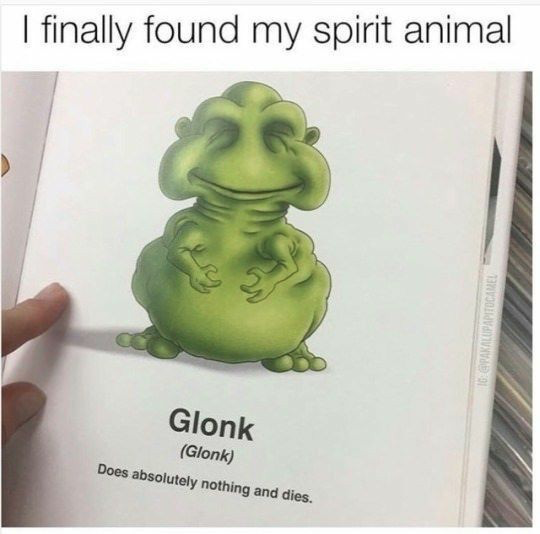 I finally found my spirit animal
Glonk
(Glonk)
Does absolutely nothing and dies.
IG: @PAKALUPAPITOCAMEL